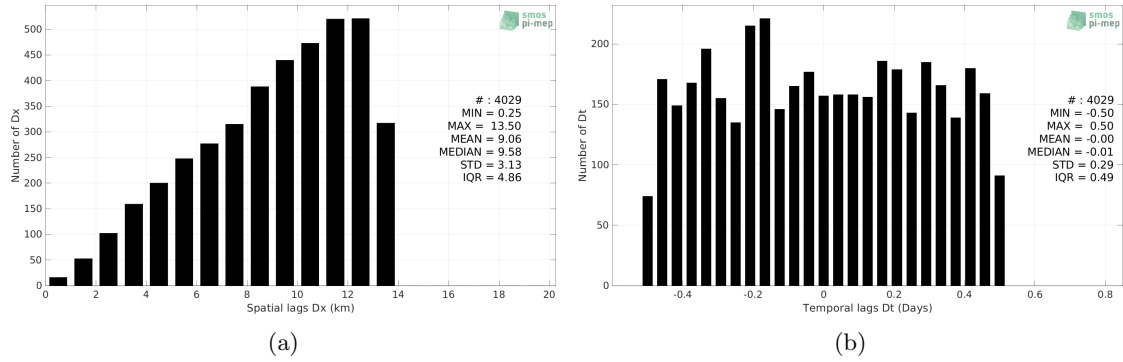 500
450
400
350
300
250
200
150
100
50
0
Number of Dx
0 2 4 6 8 10 12 14 16 18 20
Spatial lags Dx (km)
smos
pi-mep
# : 4029
MIN = 0.25
MAX = 13.50
MEAN = 9.06
MEDIAN = 9.58
STD = 3.13
IQR = 4.86
(a)
200
150
100
50
0
Number of Dt
-0.4 -0.2 0 0.2 0.4 0.6 0.8
Temporal lags Dt (Days)
smos
pi-mep
# : 4029
MIN = -0.50
MAX = 0.50
MEAN = -0.00
MEDIAN = -0.01
STD = 0.29
IQR = 0.49
(b)